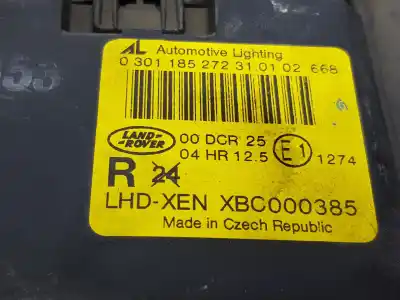 AL Automotive Lighting
0 301 185 272 31 01 02 668
LAND-
ROVER
00 DCR 25
04 HR 12.5
E1
1274
R 24
LHD-XEN XBC000385
Made in Czech Republic